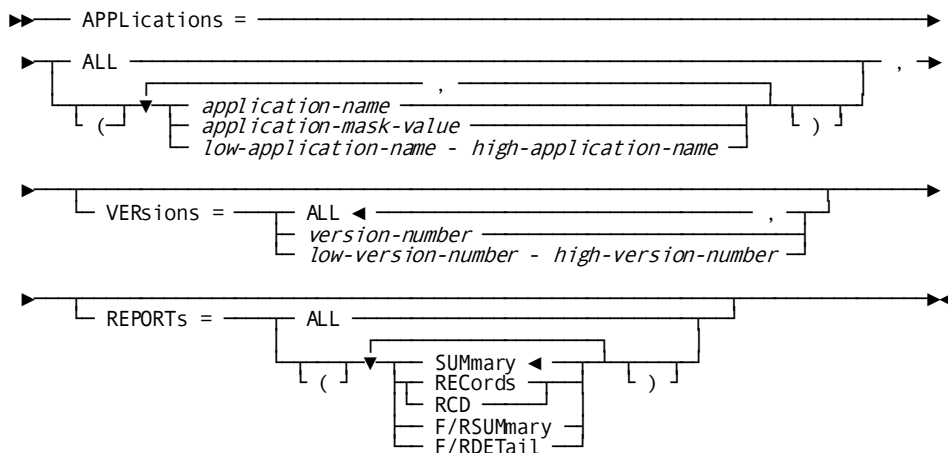 APPLications =
ALL ,
,
( application-name )
application-mask-value
low-application-name - high-application-name
VERsions = ALL ◄ ,
version-number
low-version-number - high-version-number
REPORTs = ALL
( SUMmary ◄ )
RECords
RCD
F/RSUMmary
F/RDETail